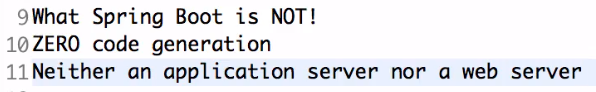 9 What Spring Boot is NOT!
10 ZERO code generation
11 Neither an application server nor a web server